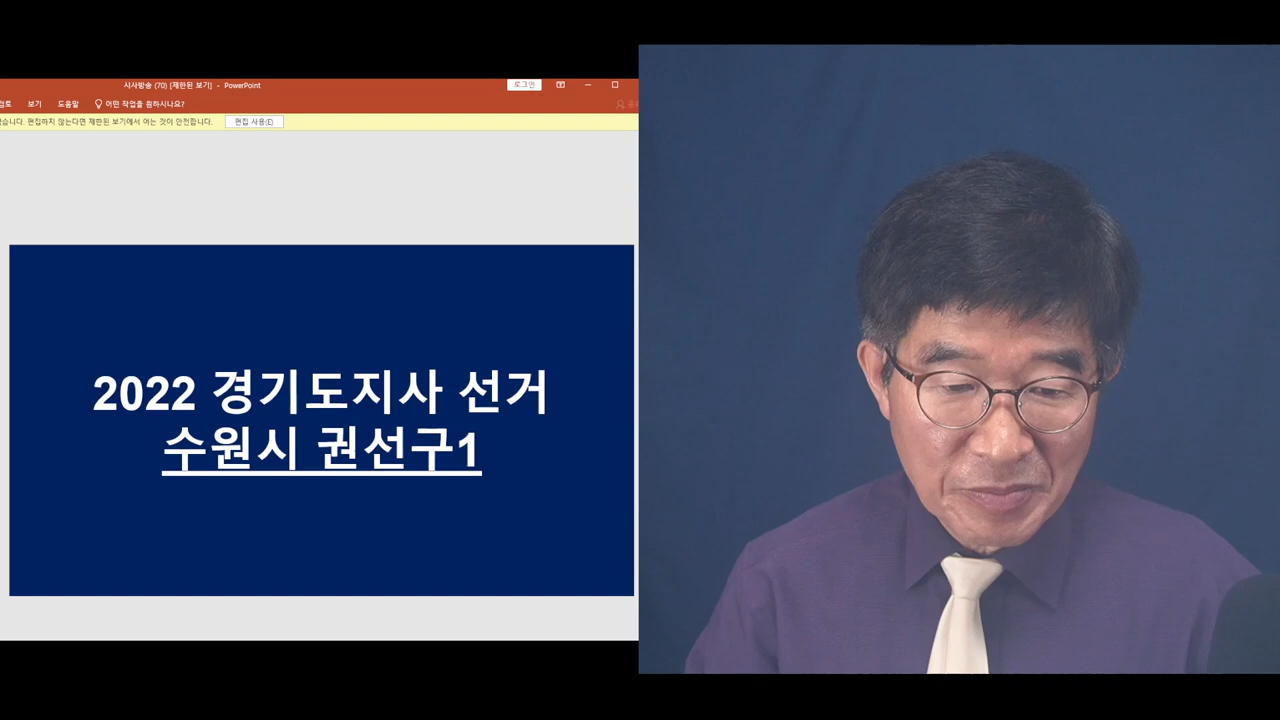 시사방송 (70) [제한된 보기] - PowerPoint
로그인
검토 보기 도움말 어떤 작업을 원하시나요?
편집하지 않는다면 제한된 보기에서 여는 것이 안전합니다. 편집 사용(E)
2022 경기도지사 선거
수원시 권선구1